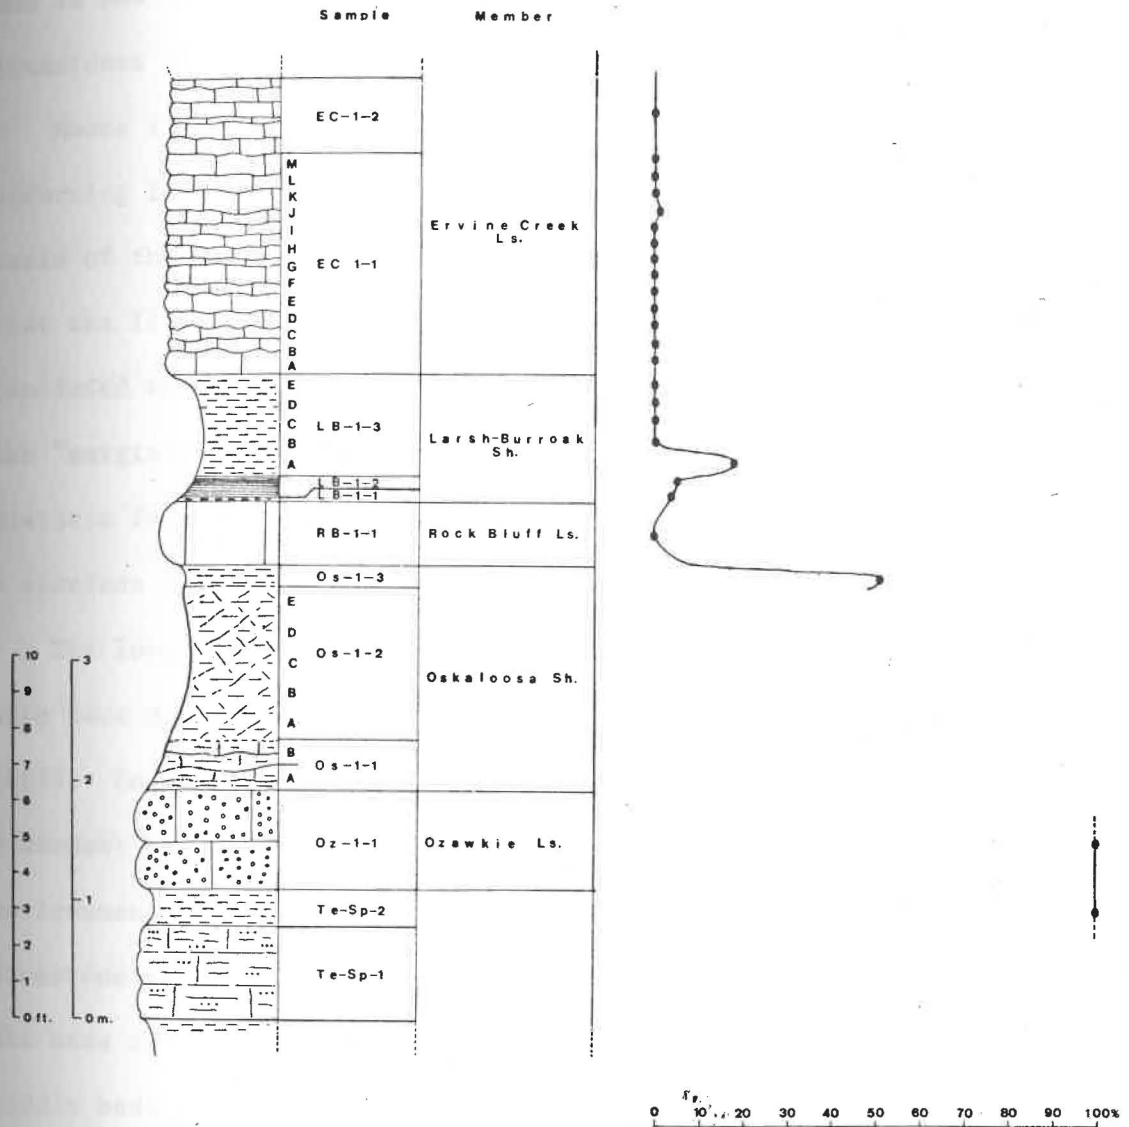 Sample Member
EC-1-2
M
L
K
J
I
H
G
F
E
D
C
B
A
EC 1-1
Ervine Creek
Ls.
E
D
C
B
A
LB-1-3
LB-1-2
LB-1-1
Larsh-Burroak
Sh.
RB-1-1
Rock Bluff Ls.
Os-1-3
E
D
C
B
A
Os-1-2
Oskaloosa Sh.
B
A
Os-1-1
Oz-1-1
Ozawkie Ls.
Te-Sp-2
Te-Sp-1
10
9
8
7
6
5
4
3
2
1
0 ft.
3
2
1
0 m.
0 10 20 30 40 50 60 70 80 90 100%